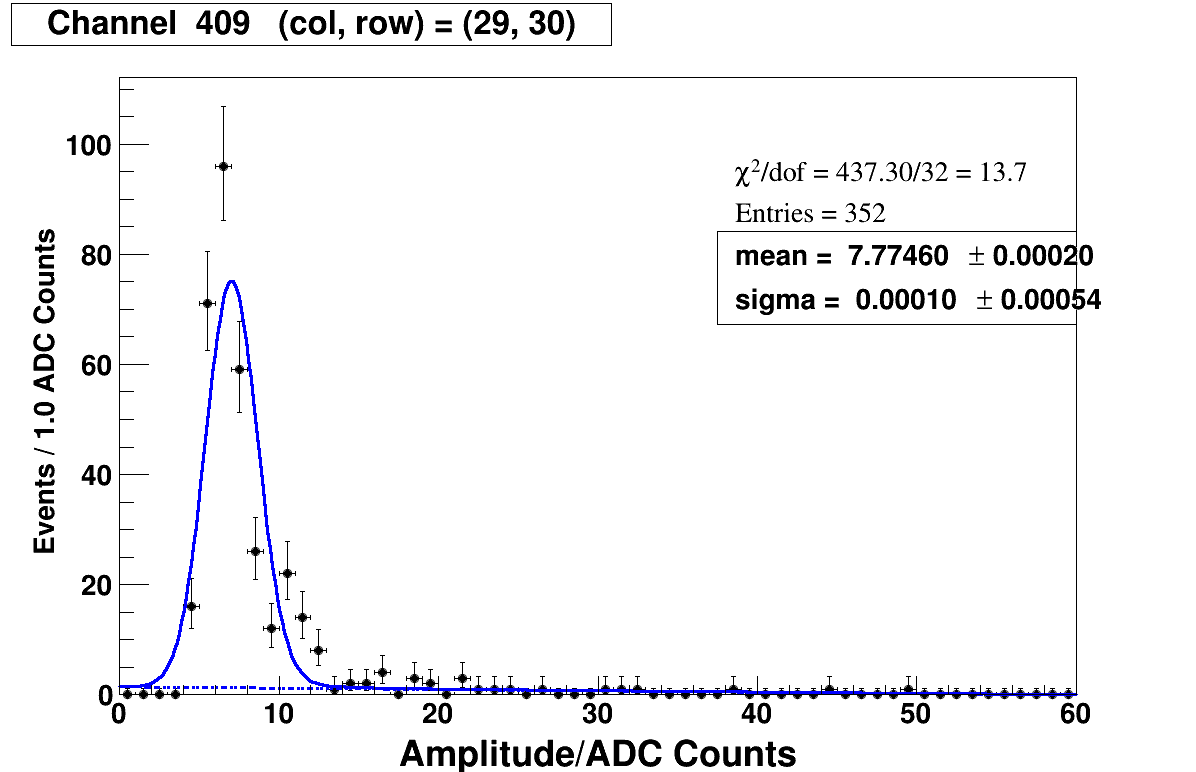 Channel 409 (col, row) = (29, 30)
χ²/dof = 437.30/32 = 13.7
Entries = 352
mean = 7.77460 ± 0.00020
sigma = 0.00010 ± 0.00054
Events / 1.0 ADC Counts
100
80
60
40
20
0
0 10 20 30 40 50 60
Amplitude/ADC Counts